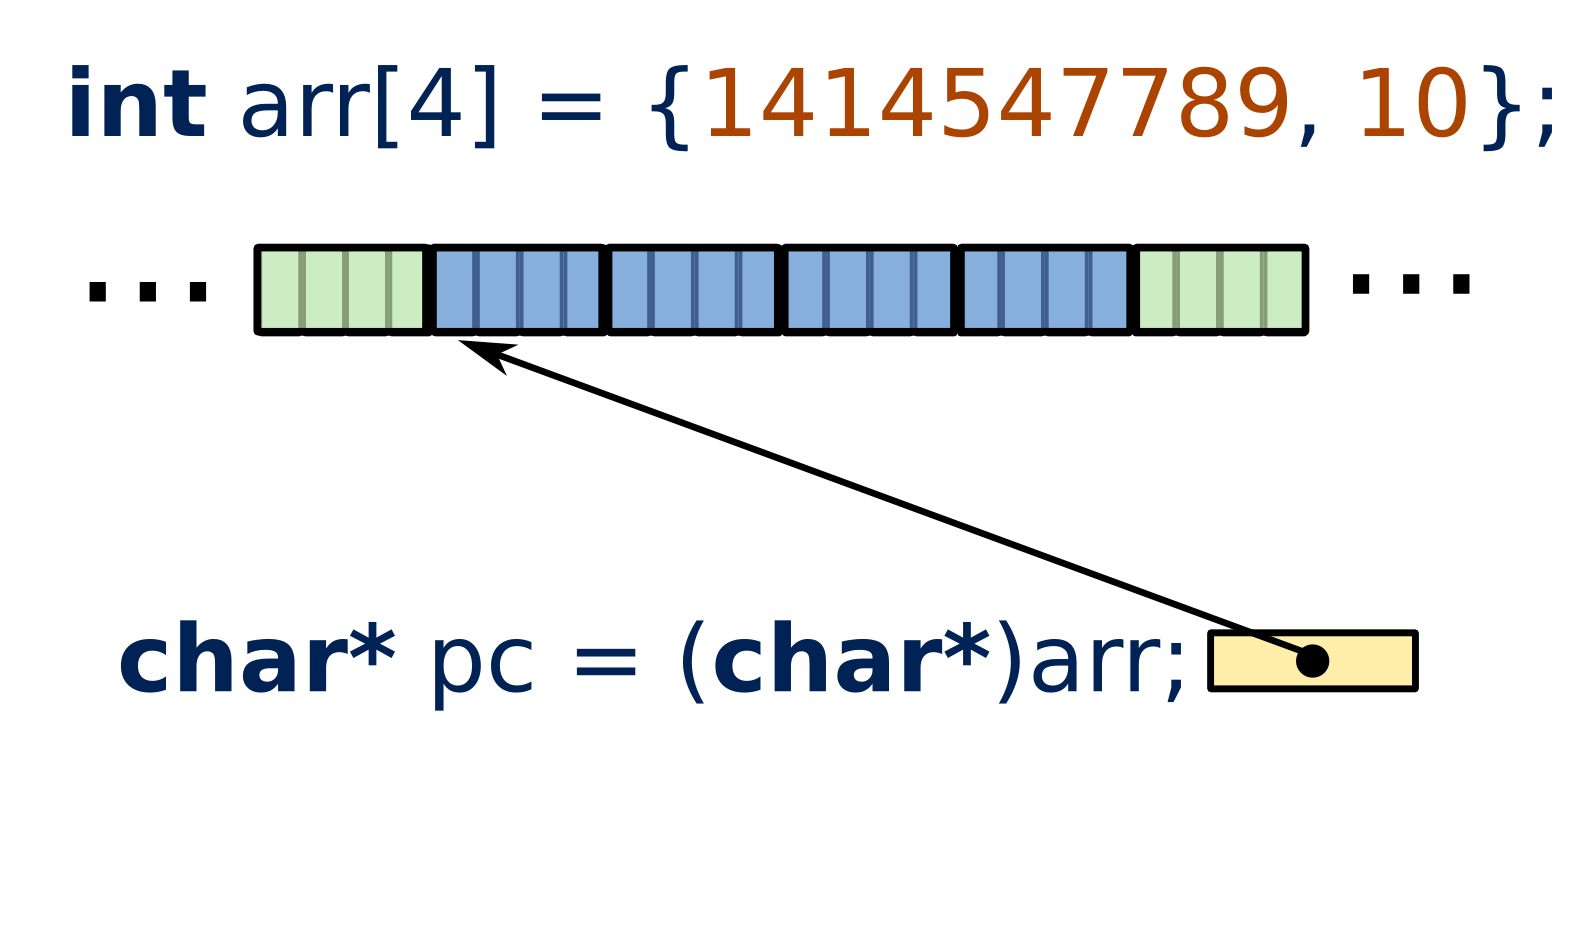 int arr[4] = {1414547789, 10};
... ...
char* pc = (char*)arr;